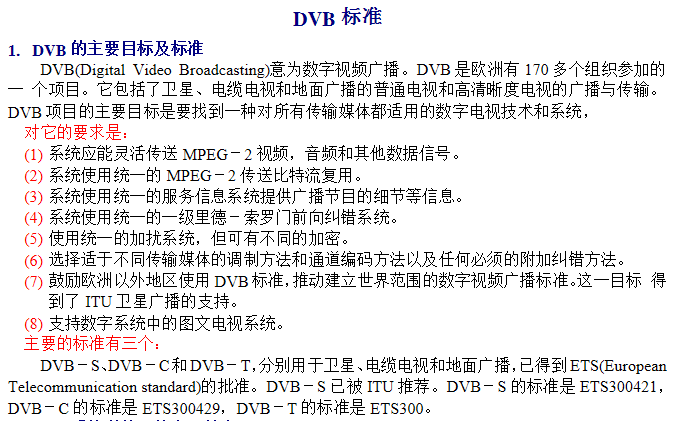 DVB 标准
1. DVB 的主要目标及标准
DVB(Digital Video Broadcasting)意为数字视频广播。DVB 是欧洲有 170 多个组织参加的
一 个项目。它包括了卫星、电缆电视和地面广播的普通电视和高清晰度电视的广播与传输。
DVB 项目的主要目标是要找到一种对所有传输媒体都适用的数字电视技术和系统，
对它的要求是：
(1) 系统应能灵活传送 MPEG－2 视频，音频和其他数据信号。
(2) 系统使用统一的 MPEG－2 传送比特流复用。
(3) 系统使用统一的服务信息系统提供广播节目的细节等信息。
(4) 系统使用统一的一级里德－索罗门前向纠错系统。
(5) 使用统一的加扰系统，但可有不同的加密。
(6) 选择适于不同传输媒体的调制方法和通道编码方法以及任何必须的附加纠错方法。
(7) 鼓励欧洲以外地区使用 DVB 标准，推动建立世界范围的数字视频广播标准。这一目标 得
到了 ITU 卫星广播的支持。
(8) 支持数字系统中的图文电视系统。
主要的标准有三个：
DVB－S、DVB－C 和 DVB－T，分别用于卫星、电缆电视和地面广播，已得到 ETS(European
Telecommunication standard)的批准。DVB－S 已被 ITU 推荐。DVB－S 的标准是 ETS300421，
DVB－C 的标准是 ETS300429，DVB－T 的标准是 ETS300。